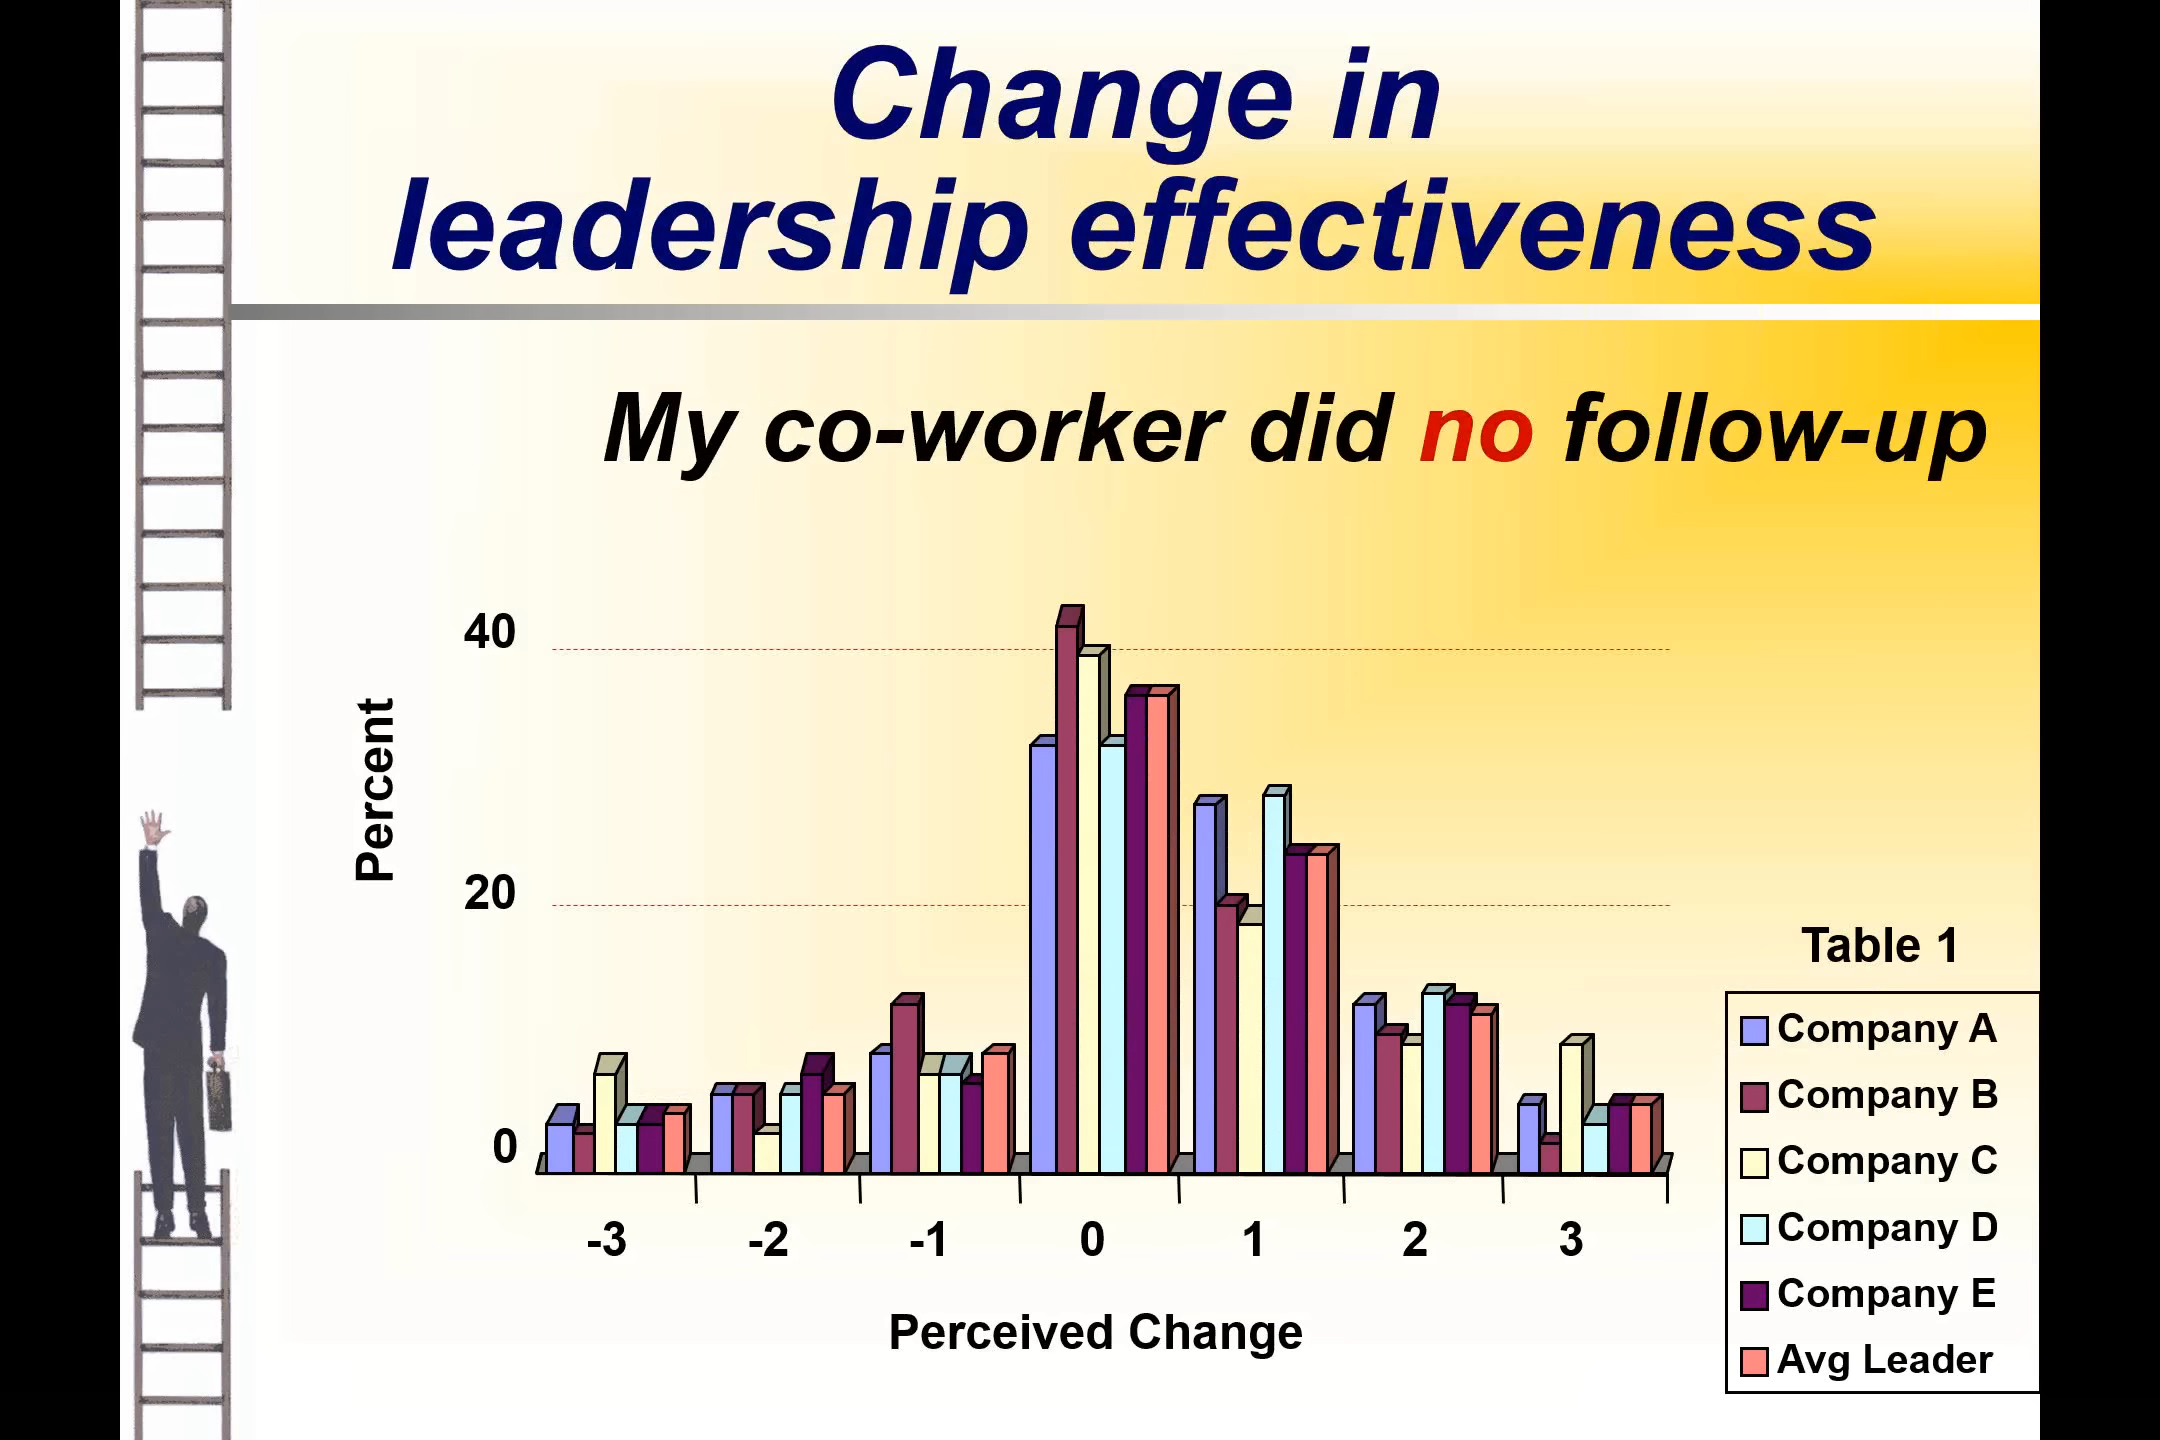 Change in
leadership effectiveness
My co-worker did no follow-up
40
20
0
Percent
-3 -2 -1 0 1 2 3
Perceived Change
Table 1
Company A
Company B
Company C
Company D
Company E
Avg Leader